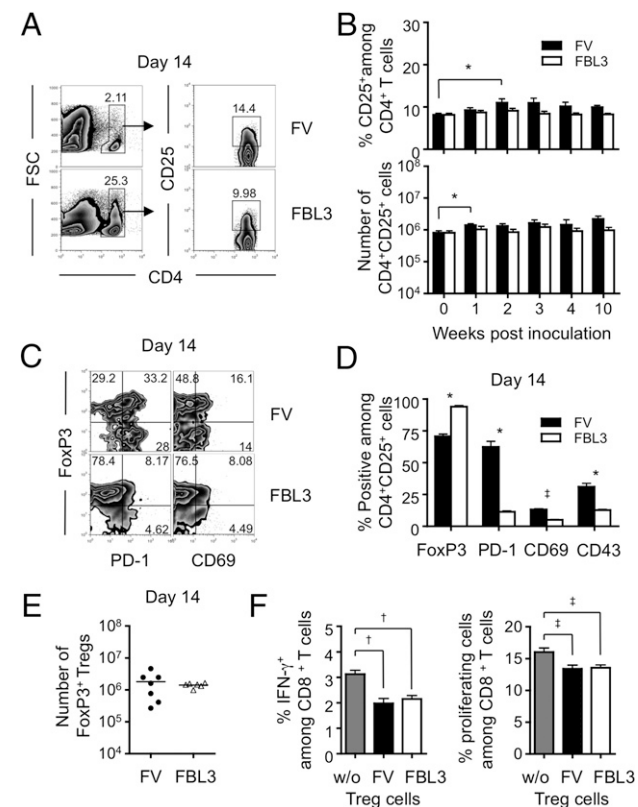 A
Day 14
FSC
CD25
2.11
14.4
FV
25.3
9.98
FBL3
CD4
B
% CD25+among
CD4+ T cells
30
20
10
0
FV
FBL3
*
Number of
CD4+CD25+ cells
10^8
10^7
10^6
10^5
10^4
*
0 1 2 3 4 10
Weeks post inoculation
C
Day 14
FoxP3
29.2 33.2 48.8 16.1
28 14
FV
78.4 8.17 76.5 8.08
4.62 4.49
FBL3
PD-1 CD69
D
Day 14
% Positive among
CD4+CD25+ cells
100
75
50
25
0
FV
FBL3
* * ‡ *
FoxP3 PD-1 CD69 CD43
E
Day 14
Number of
FoxP3+ Tregs
10^8
10^7
10^6
10^5
10^4
FV FBL3
F
% IFN-γ+
among CD8 + T cells
5
4
3
2
1
0
†
†
w/o FV FBL3
Treg cells
% proliferating cells
among CD8 + T cells
20
15
10
5
0
‡
‡
w/o FV FBL3
Treg cells